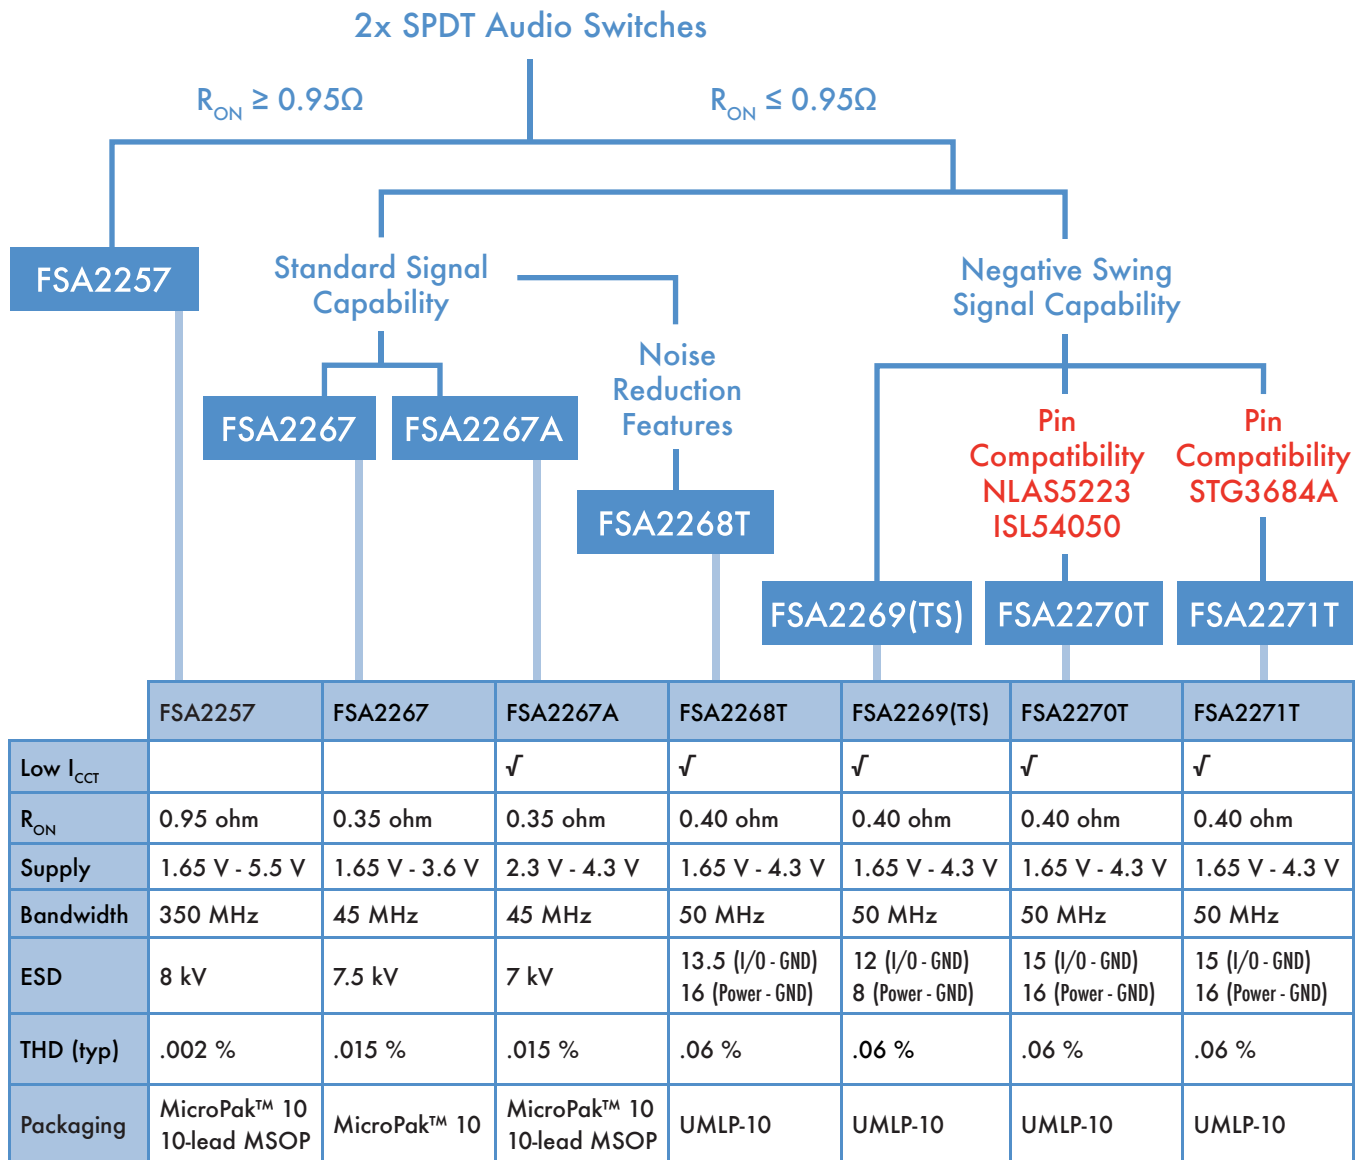 2x SPDT Audio Switches
RON ≥ 0.95Ω
RON ≤ 0.95Ω
FSA2257
Standard Signal
Capability
Negative Swing
Signal Capability
Noise
Reduction
Features
FSA2267
FSA2267A
Pin
Compatibility
NLAS5223
ISL54050
Pin
Compatibility
STG3684A
FSA2268T
FSA2269(TS)
FSA2270T
FSA2271T
FSA2257 FSA2267 FSA2267A FSA2268T FSA2269(TS) FSA2270T FSA2271T
Low ICCT √ √ √ √ √
RON 0.95 ohm 0.35 ohm 0.35 ohm 0.40 ohm 0.40 ohm 0.40 ohm 0.40 ohm
Supply 1.65 V - 5.5 V 1.65 V - 3.6 V 2.3 V - 4.3 V 1.65 V - 4.3 V 1.65 V - 4.3 V 1.65 V - 4.3 V 1.65 V - 4.3 V
Bandwidth 350 MHz 45 MHz 45 MHz 50 MHz 50 MHz 50 MHz 50 MHz
ESD 8 kV 7.5 kV 7 kV 13.5 (I/O - GND) 12 (I/O - GND) 15 (I/O - GND) 15 (I/O - GND)
16 (Power - GND) 8 (Power - GND) 16 (Power - GND) 16 (Power - GND)
THD (typ) .002 % .015 % .015 % .06 % .06 % .06 % .06 %
Packaging MicroPak™ 10 MicroPak™ 10 MicroPak™ 10 UMLP-10 UMLP-10 UMLP-10 UMLP-10
10-lead MSOP 10-lead MSOP